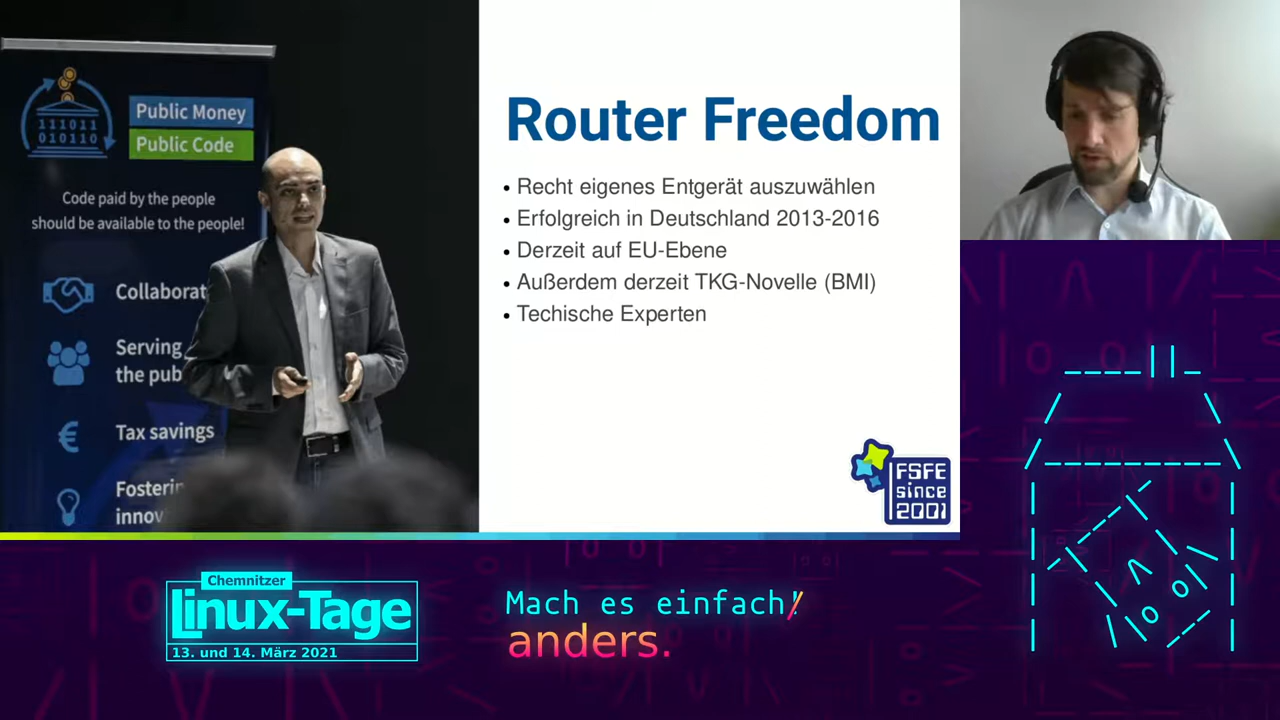 Public Money
111011
010110
Public Code
Code paid by the people
should be available to the people!
Collaborat
Serving
the pub
Tax savings
€
Fosterin
innov
Router Freedom
• Recht eigenes Entgerät auszuwählen
• Erfolgreich in Deutschland 2013-2016
• Derzeit auf EU-Ebene
• Außerdem derzeit TKG-Novelle (BMI)
• Techische Experten
FSFE
since
2001
Chemnitzer
Linux-Tage
13. und 14. März 2021
Mach es einfach!
anders.